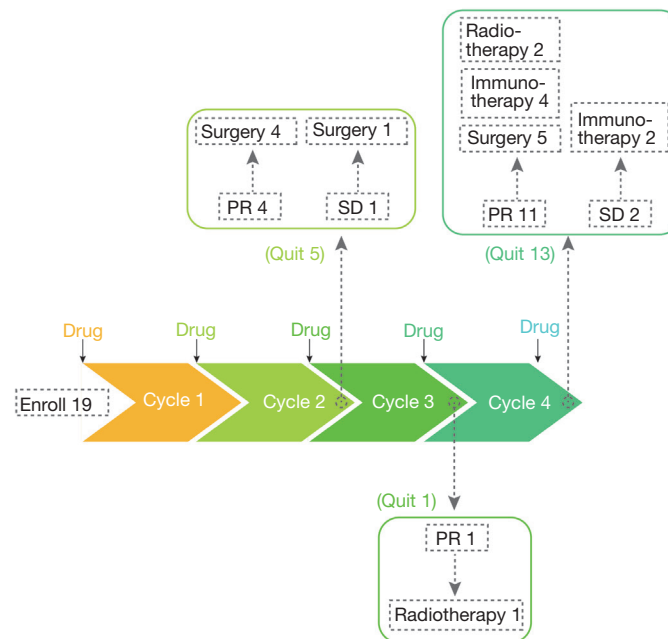 Radio-
therapy 2
Immuno-
therapy 4
Surgery 5
Immuno-
therapy 2
PR 11
SD 2
(Quit 13)
Surgery 4
Surgery 1
PR 4
SD 1
(Quit 5)
Drug
Drug
Drug
Drug
Drug
Enroll 19
Cycle 1
Cycle 2
Cycle 3
Cycle 4
(Quit 1)
PR 1
Radiotherapy 1